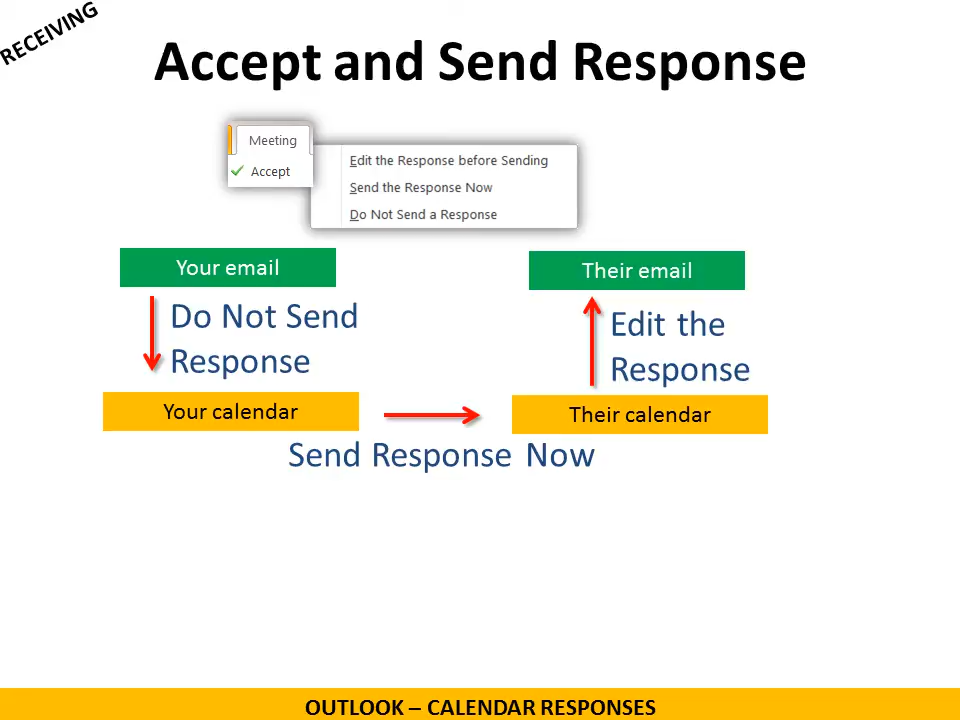 RECEIVING
Accept and Send Response
Meeting
Accept
Edit the Response before Sending
Send the Response Now
Do Not Send a Response
Your email
Their email
Do Not Send
Response
Edit the
Response
Your calendar
Their calendar
Send Response Now
OUTLOOK – CALENDAR RESPONSES